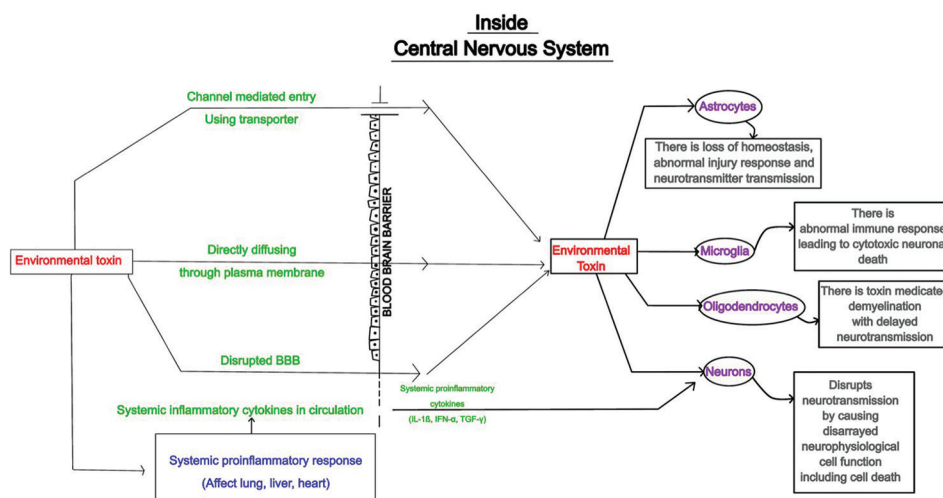 Inside
Central Nervous System
Channel mediated entry
Using transporter
Astrocytes
There is loss of homeostasis,
abnormal injury response and
neurotransmitter transmission
BLOOD BRAIN BARRIER
Environmental toxin
Directly diffusing
through plasma membrane
Environmental
Toxin
Microglia
There is
abnormal immune response
leading to cytotoxic neurona
death
Oligodendrocytes
There is toxin medicate
demyelination
with delayed
neurotransmission
Disrupted BBB
Neurons
Systemic proinflammatory
cytokines
(IL-1ß, IFN-α, TGF-γ)
Systemic inflammatory cytokines in circulation
Disrupts
neurotransmission
by causing
disarrayed
neurophysiological
cell function
including cell death
Systemic proinflammatory response
(Affect lung, liver, heart)